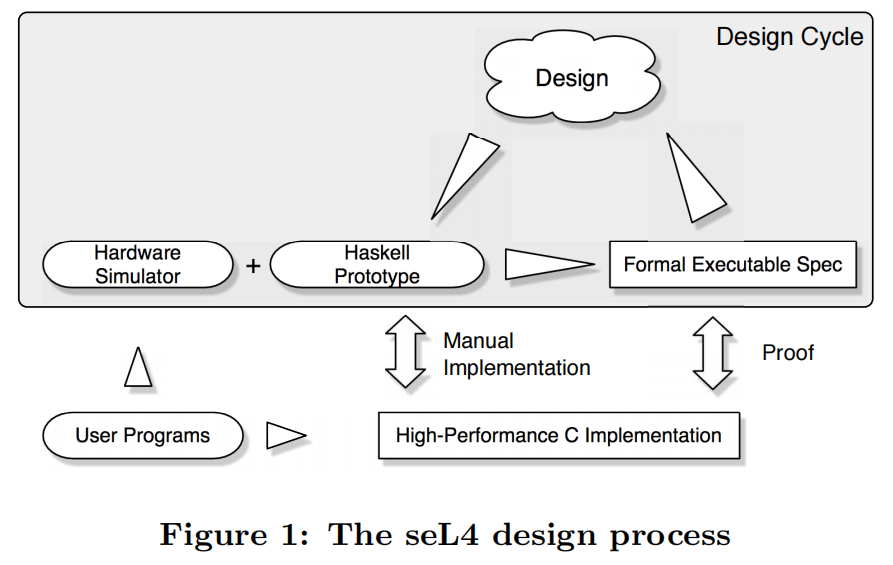 Design Cycle
Design
Hardware
Simulator
+
Haskell
Prototype
Formal Executable Spec
Manual
Implementation
Proof
User Programs
High-Performance C Implementation
Figure 1: The seL4 design process